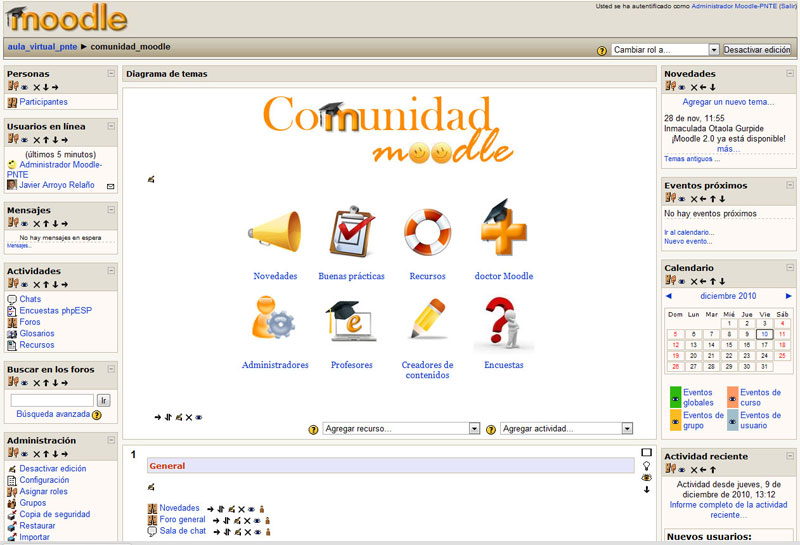 moodle
Usted se ha autentificado como Administrador Moodle-PNTE (Salir)
aula_virtual_pnte ► comunidad_moodle
Cambiar rol a...
Desactivar edición
Personas
Participantes
Usuarios en línea
(últimos 5 minutos)
Administrador Moodle-
PNTE
Javier Arroyo Relaño
Mensajes
No hay mensajes en espera
Mensajes...
Actividades
Chats
Encuestas phpESP
Foros
Glosarios
Recursos
Buscar en los foros
Ir
Búsqueda avanzada
Administración
Desactivar edición
Configuración
Asignar roles
Grupos
Copia de seguridad
Restaurar
Importar
Diagrama de temas
Comunidad
moodle
Novedades
Buenas prácticas
Recursos
doctor Moodle
Administradores
Profesores
Creadores de
contenidos
Encuestas
Agregar recurso...
Agregar actividad...
1
General
Novedades
Foro general
Sala de chat
Novedades
Agregar un nuevo tema...
28 de nov, 11:55
Inmaculada Otaola Gurpide
¡Moodle 2.0 ya está disponible!
más...
Temas antiguos ...
Eventos próximos
No hay eventos próximos
Ir al calendario...
Nuevo evento...
Calendario
◄ diciembre 2010 ►
Dom Lun Mar Mié Jue Vie Sáb
1 2 3 4
5 6 7 8 9 10 11
12 13 14 15 16 17 18
19 20 21 22 23 24 25
26 27 28 29 30 31
Eventos globales
Eventos de curso
Eventos de grupo
Eventos de usuario
Actividad reciente
Actividad desde jueves, 9 de
diciembre de 2010, 13:12
Informe completo de la actividad
reciente...
Nuevos usuarios: